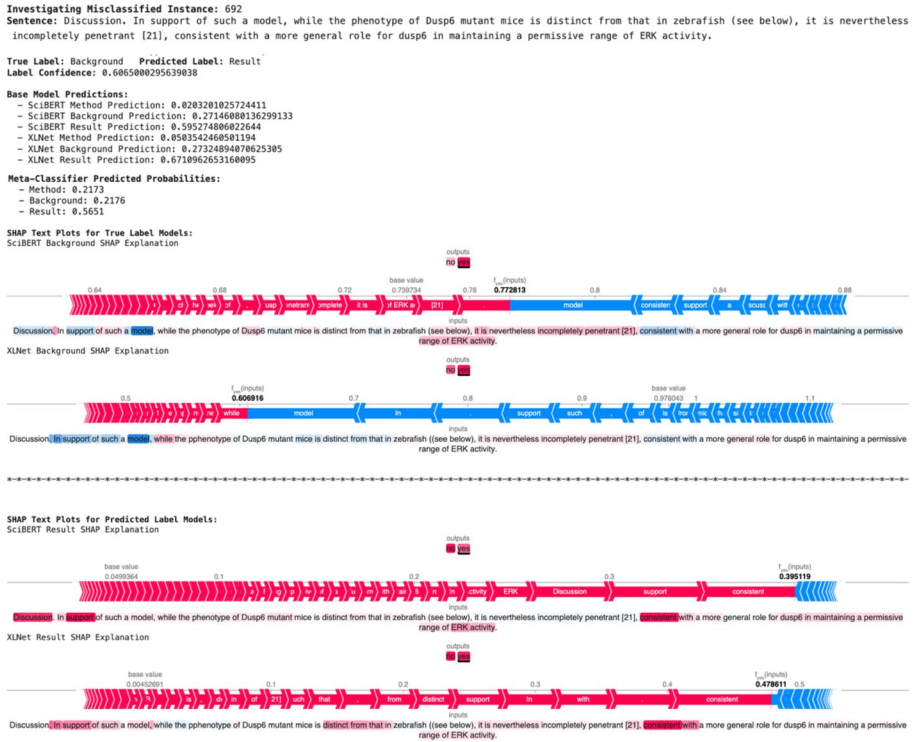 Investigating Misclassified Instance: 692
Sentence: Discussion. In support of such a model, while the phenotype of Dusp6 mutant mice is distinct from that in zebrafish (see below), it is nevertheless
incompletely penetrant [21], consistent with a more general role for dusp6 in maintaining a permissive range of ERK activity.
True Label: Background Predicted Label: Result
Label Confidence: 0.6065000295639038
Base Model Predictions:
- SciBERT Method Prediction: 0.0203201025724411
- SciBERT Background Prediction: 0.27146080136299133
- SciBERT Result Prediction: 0.595274806022644
- XLNet Method Prediction: 0.0503542460501194
- XLNet Background Prediction: 0.27324894070625305
- XLNet Result Prediction: 0.6710962653160095
Meta-Classifier Predicted Probabilities:
- Method: 0.2173
- Background: 0.2176
- Result: 0.5651
SHAP Text Plots for True Label Models:
SciBERT Background SHAP Explanation
outputs
no yes
base value f_yes(inputs)
0.64 0.68 0.72 0.739734 0.76 0.772813 0.8 0.84 0.88
it is [21] model consisten support a scuss with
inputs
Discussion. In support of such a model, while the phenotype of Dusp6 mutant mice is distinct from that in zebrafish (see below), it is nevertheless incompletely penetrant [21], consistent with a more general role for dusp6 in maintaining a permissive
range of ERK activity.
XLNet Background SHAP Explanation
outputs
no yes
f_yes(inputs) base value
0.5 0.606916 0.7 0.8 0.9 0.976043 1 1.1
while model In , support such . of is
inputs
Discussion. In support of such a model, while the pphenotype of Dusp6 mutant mice is distinct from that in zebrafish ((see below), it is nevertheless incompletely penetrant [21], consistent with a more general role for dusp6 in maintaining a permissive
range of ERK activity.
*-*-*-*-*-*-*-*-*-*-*-*-*-*-*-*-*-*-*-*-*-*-*-*-*-*-*-*-*-*-*-*-*-*-*-*-*-*-*-*-*-*-*-*-*-*-*-*-*-*-*-*-*-*-*-*-*
SHAP Text Plots for Predicted Label Models:
SciBERT Result SHAP Explanation
outputs
no yes
base value f_yes(inputs)
0.0499364 0.1 0.2 0.3 0.395119
ctivity ERK Discussion support consistent
inputs
Discussion. In support of such a model, while the phenotype of Dusp6 mutant mice is distinct from that in zebrafish (see below), it is nevertheless incompletely penetrant [21], consistent with a more general role for dusp6 in maintaining a permissive
range of ERK activity.
XLNet Result SHAP Explanation
outputs
no yes
base value f_yes(inputs)
0.00452691 0.1 0.2 0.3 0.4 0.478611 0.5
is in of 21] uch that , from distinct support In with . consistent
inputs
Discussion. In support of such a model, while the pphenotype of Dusp6 mutant mice is distinct from that in zebrafish ((see below), it is nevertheless incompletely penetrant [21], consistent with a more general role for dusp6 in maintaining a permissive
range of ERK activity.